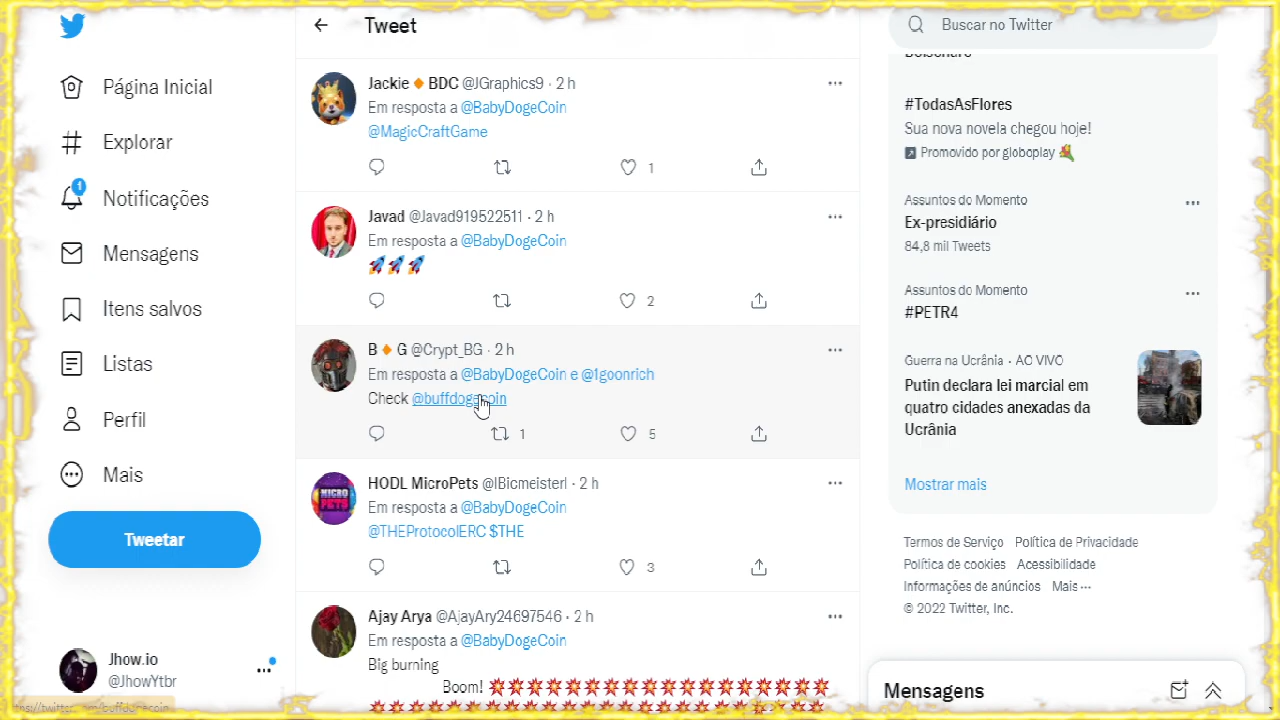 Página Inicial
Explorar
1
Notificações
Mensagens
Itens salvos
Listas
Perfil
Mais
Tweetar
Jhow.io
@JhowYtbr
Tweet
Jackie 🔸 BDC @JGraphics9 · 2 h
Em resposta a @BabyDogeCoin
@MagicCraftGame
1
Javad @Javad919522511 · 2 h
Em resposta a @BabyDogeCoin
🚀🚀🚀
2
B 🔸 G @Crypt_BG · 2 h
Em resposta a @BabyDogeCoin e @1goonrich
Check @buffdogecoin
1 5
HODL MicroPets @IBicmeisterI · 2 h
Em resposta a @BabyDogeCoin
@THEProtocolERC $THE
3
MICRO
PETS
Ajay Arya @AjayAry24697546 · 2 h
Em resposta a @BabyDogeCoin
Big burning
Boom! 💥💥💥💥💥💥💥💥💥💥💥💥💥💥💥💥💥💥
Buscar no Twitter
Bolsonaro
#TodasAsFlores
Sua nova novela chegou hoje!
Promovido por globoplay
Assuntos do Momento
Ex-presidiário
84,8 mil Tweets
Assuntos do Momento
#PETR4
Guerra na Ucrânia · AO VIVO
Putin declara lei marcial em
quatro cidades anexadas da
Ucrânia
Mostrar mais
Termos de Serviço Política de Privacidade
Política de cookies Acessibilidade
Informações de anúncios Mais ···
© 2022 Twitter, Inc.
Mensagens